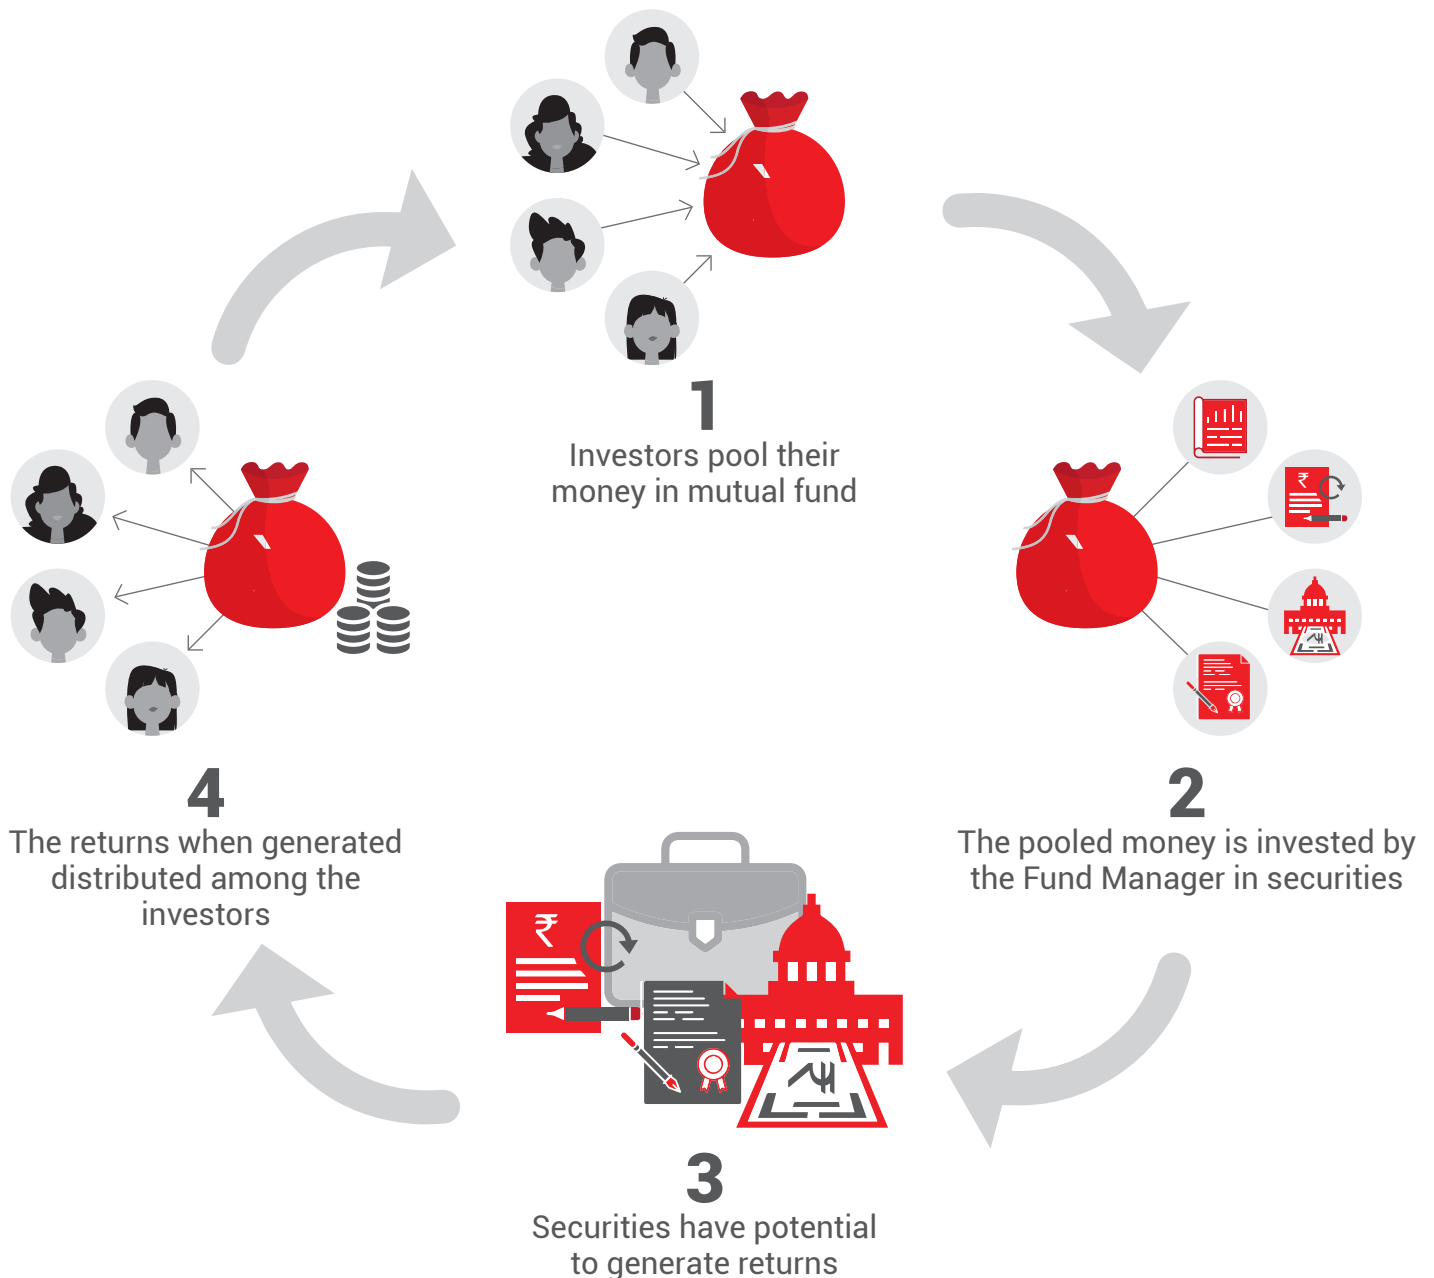 1
Investors pool their
money in mutual fund
2
The pooled money is invested by
the Fund Manager in securities
3
Securities have potential
to generate returns
4
The returns when generated
distributed among the
investors
₹
₹